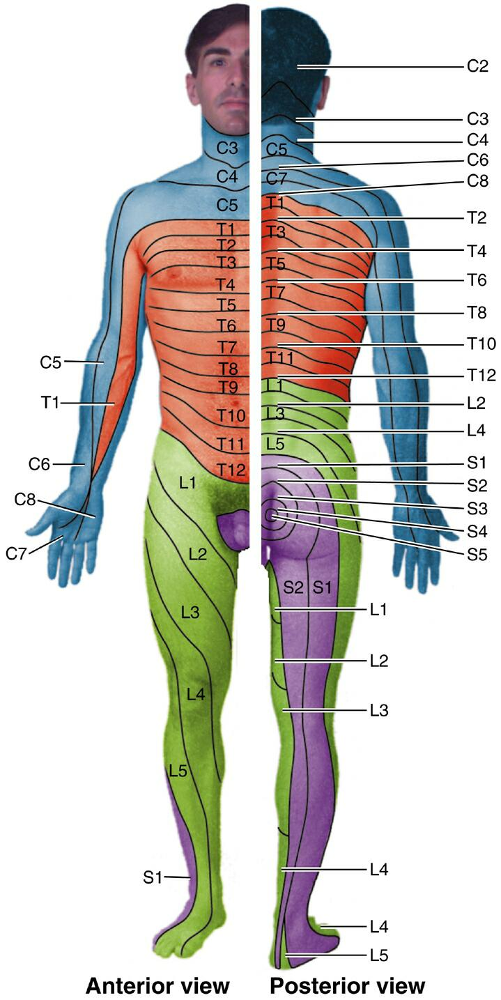 C3
C4
C5
T1
T2
T3
T4
T5
T6
T7
T8
T9
T10
T11
T12
L1
L2
L3
L4
L5
S1
C5
T1
C6
C8
C7
C2
C3
C4
C5
C6
C7
C8
T1
T2
T3
T4
T5
T6
T7
T8
T9
T10
T11
T12
L1
L2
L3
L4
L5
S1
S2
S3
S4
S5
S2 S1
L1
L2
L3
L4
L4
L5
Anterior view Posterior view